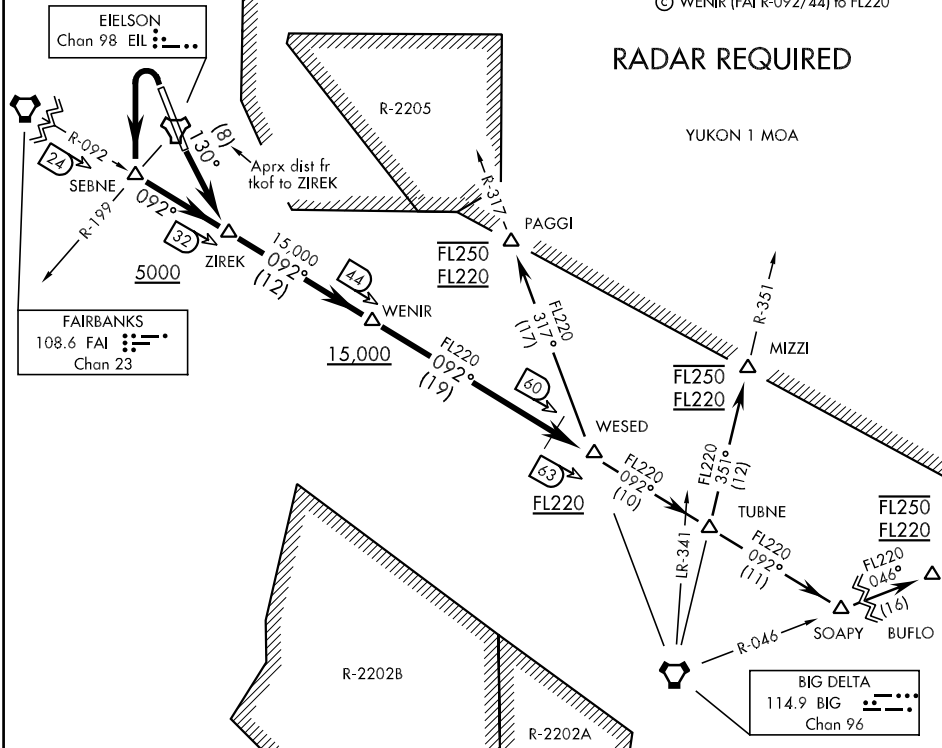 © WENIR (FAI R-092/44) to FL220
RADAR REQUIRED
EIELSON
Chan 98 EIL
R-2205
YUKON 1 MOA
R-092
24
SEBNE
R-199
130°
(8)
Aprx dist fr
tkof to ZIREK
092°
32
ZIREK
5000
15,000
092°
(12)
44
WENIR
15,000
FAIRBANKS
108.6 FAI
Chan 23
R-317
PAGGI
FL250
FL220
FL220
317°
(17)
FL220
092°
(19)
60
63
WESED
FL220
R-351
MIZZI
FL250
FL220
FL220
351°
(12)
FL220
092°
(10)
LR-341
TUBNE
FL220
092°
(11)
FL250
FL220
FL220
046°
(16)
SOAPY
BUFLO
R-046
BIG DELTA
114.9 BIG
Chan 96
R-2202B
R-2202A